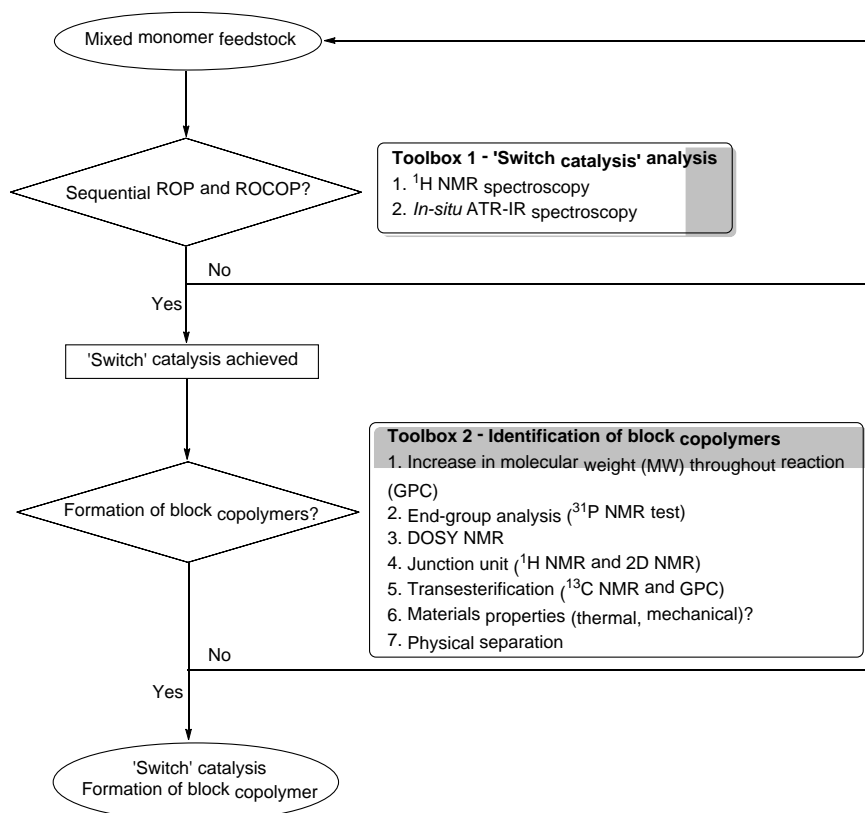 Mixed monomer feedstock
Sequential ROP and ROCOP?
Toolbox 1 - 'Switch catalysis' analysis
1. ¹H NMR spectroscopy
2. In-situ ATR-IR spectroscopy
No
Yes
'Switch' catalysis achieved
Formation of block copolymers?
Toolbox 2 - Identification of block copolymers
1. Increase in molecular weight (MW) throughout reaction
(GPC)
2. End-group analysis (³¹P NMR test)
3. DOSY NMR
4. Junction unit (¹H NMR and 2D NMR)
5. Transesterification (¹³C NMR and GPC)
6. Materials properties (thermal, mechanical)?
7. Physical separation
No
Yes
'Switch' catalysis
Formation of block copolymer